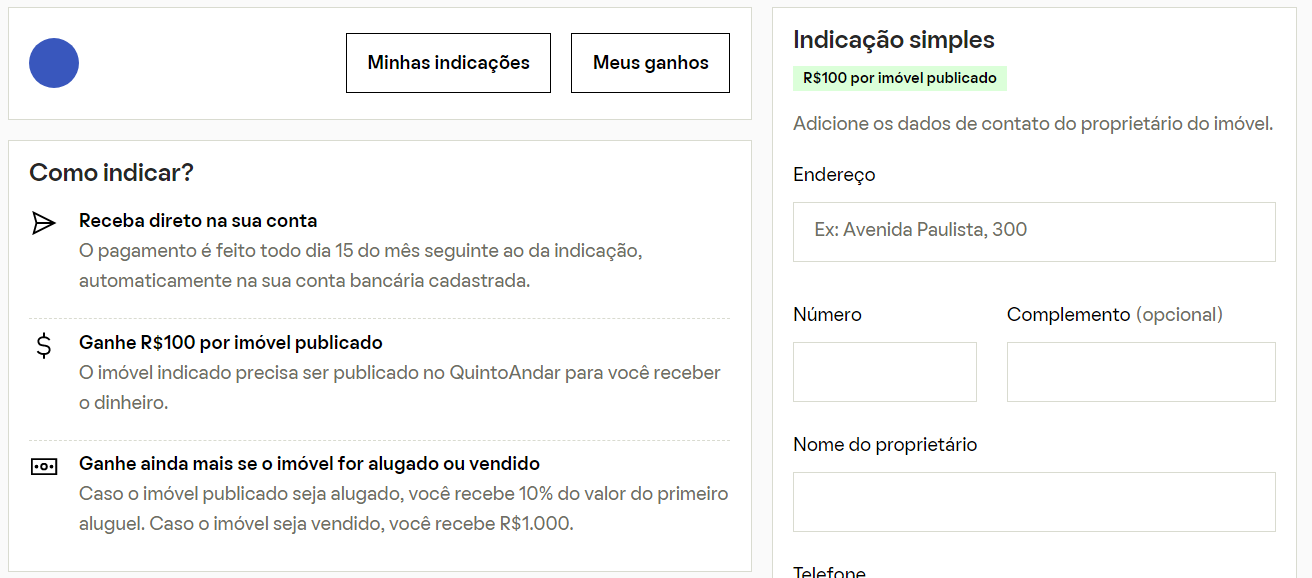 Minhas indicações
Meus ganhos
Como indicar?
Receba direto na sua conta
O pagamento é feito todo dia 15 do mês seguinte ao da indicação,
automaticamente na sua conta bancária cadastrada.
Ganhe R$100 por imóvel publicado
O imóvel indicado precisa ser publicado no QuintoAndar para você receber
o dinheiro.
Ganhe ainda mais se o imóvel for alugado ou vendido
Caso o imóvel publicado seja alugado, você recebe 10% do valor do primeiro
aluguel. Caso o imóvel seja vendido, você recebe R$1.000.
Indicação simples
R$100 por imóvel publicado
Adicione os dados de contato do proprietário do imóvel.
Endereço
Ex: Avenida Paulista, 300
Número
Complemento (opcional)
Nome do proprietário
Telefone